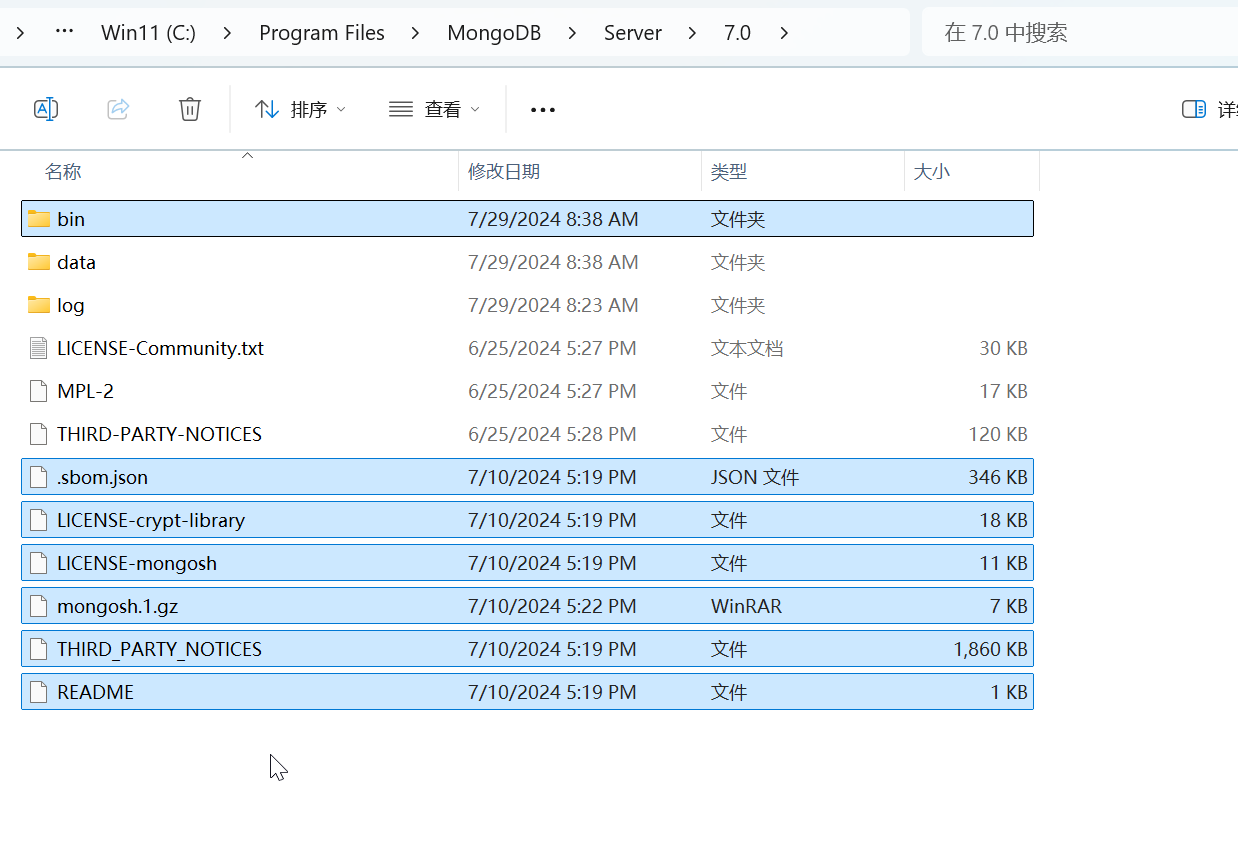 Win11 (C:) Program Files MongoDB Server 7.0 在 7.0 中搜索
排序 查看
名称 修改日期 类型 大小
bin 7/29/2024 8:38 AM 文件夹
data 7/29/2024 8:38 AM 文件夹
log 7/29/2024 8:23 AM 文件夹
LICENSE-Community.txt 6/25/2024 5:27 PM 文本文档 30 KB
MPL-2 6/25/2024 5:27 PM 文件 17 KB
THIRD-PARTY-NOTICES 6/25/2024 5:28 PM 文件 120 KB
.sbom.json 7/10/2024 5:19 PM JSON 文件 346 KB
LICENSE-crypt-library 7/10/2024 5:19 PM 文件 18 KB
LICENSE-mongosh 7/10/2024 5:19 PM 文件 11 KB
mongosh.1.gz 7/10/2024 5:22 PM WinRAR 7 KB
THIRD_PARTY_NOTICES 7/10/2024 5:19 PM 文件 1,860 KB
README 7/10/2024 5:19 PM 文件 1 KB